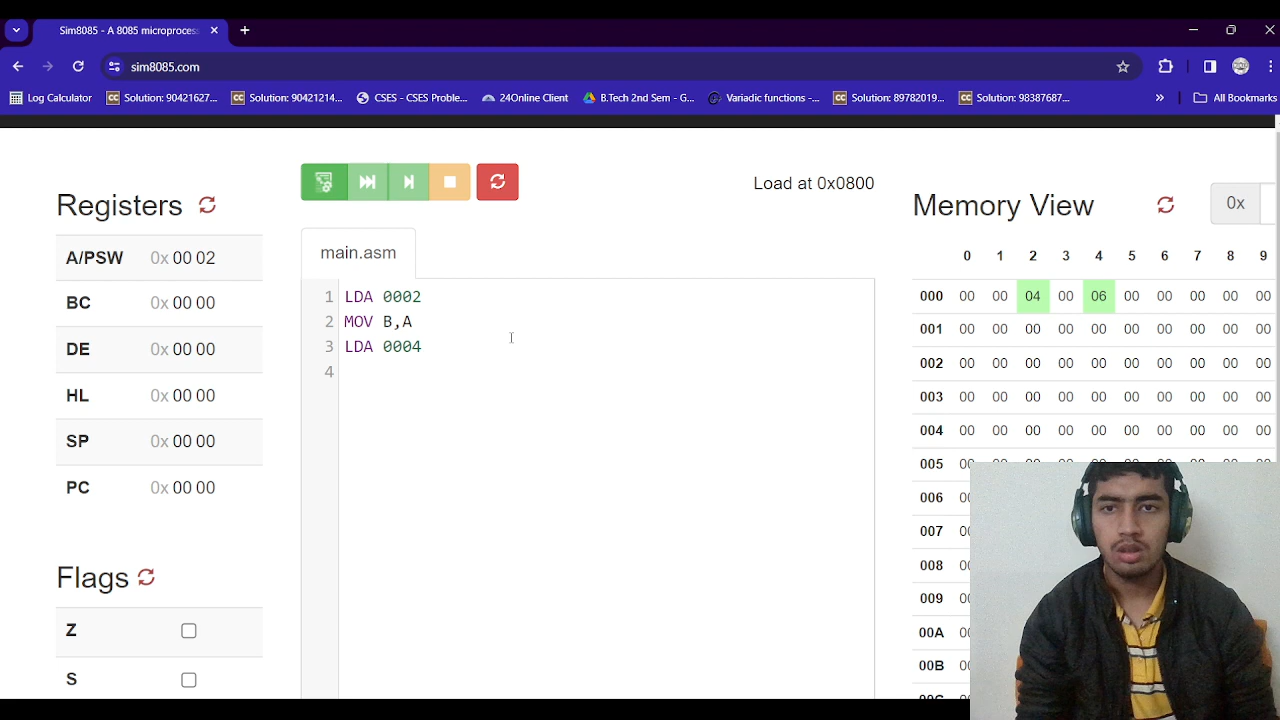 Sim8085 - A 8085 microproces
sim8085.com
Log Calculator Solution: 90421627... Solution: 90421214... CSES - CSES Proble... 24Online Client B.Tech 2nd Sem - G... Variadic functions -... Solution: 89782019... Solution: 98387687... » All Bookmarks
Load at 0x0800
Registers
A/PSW 0x 00 02
BC 0x 00 00
DE 0x 00 00
HL 0x 00 00
SP 0x 00 00
PC 0x 00 00
Flags
Z
S
main.asm
1 LDA 0002
2 MOV B,A
3 LDA 0004
4
Memory View 0x
0 1 2 3 4 5 6 7 8 9
000 00 00 04 00 06 00 00 00 00 00
001 00 00 00 00 00 00 00 00 00 00
002 00 00 00 00 00 00 00 00 00 00
003 00 00 00 00 00 00 00 00 00 00
004 00 00 00 00 00 00 00 00 00 00
005
006
007
008
009
00A
00B